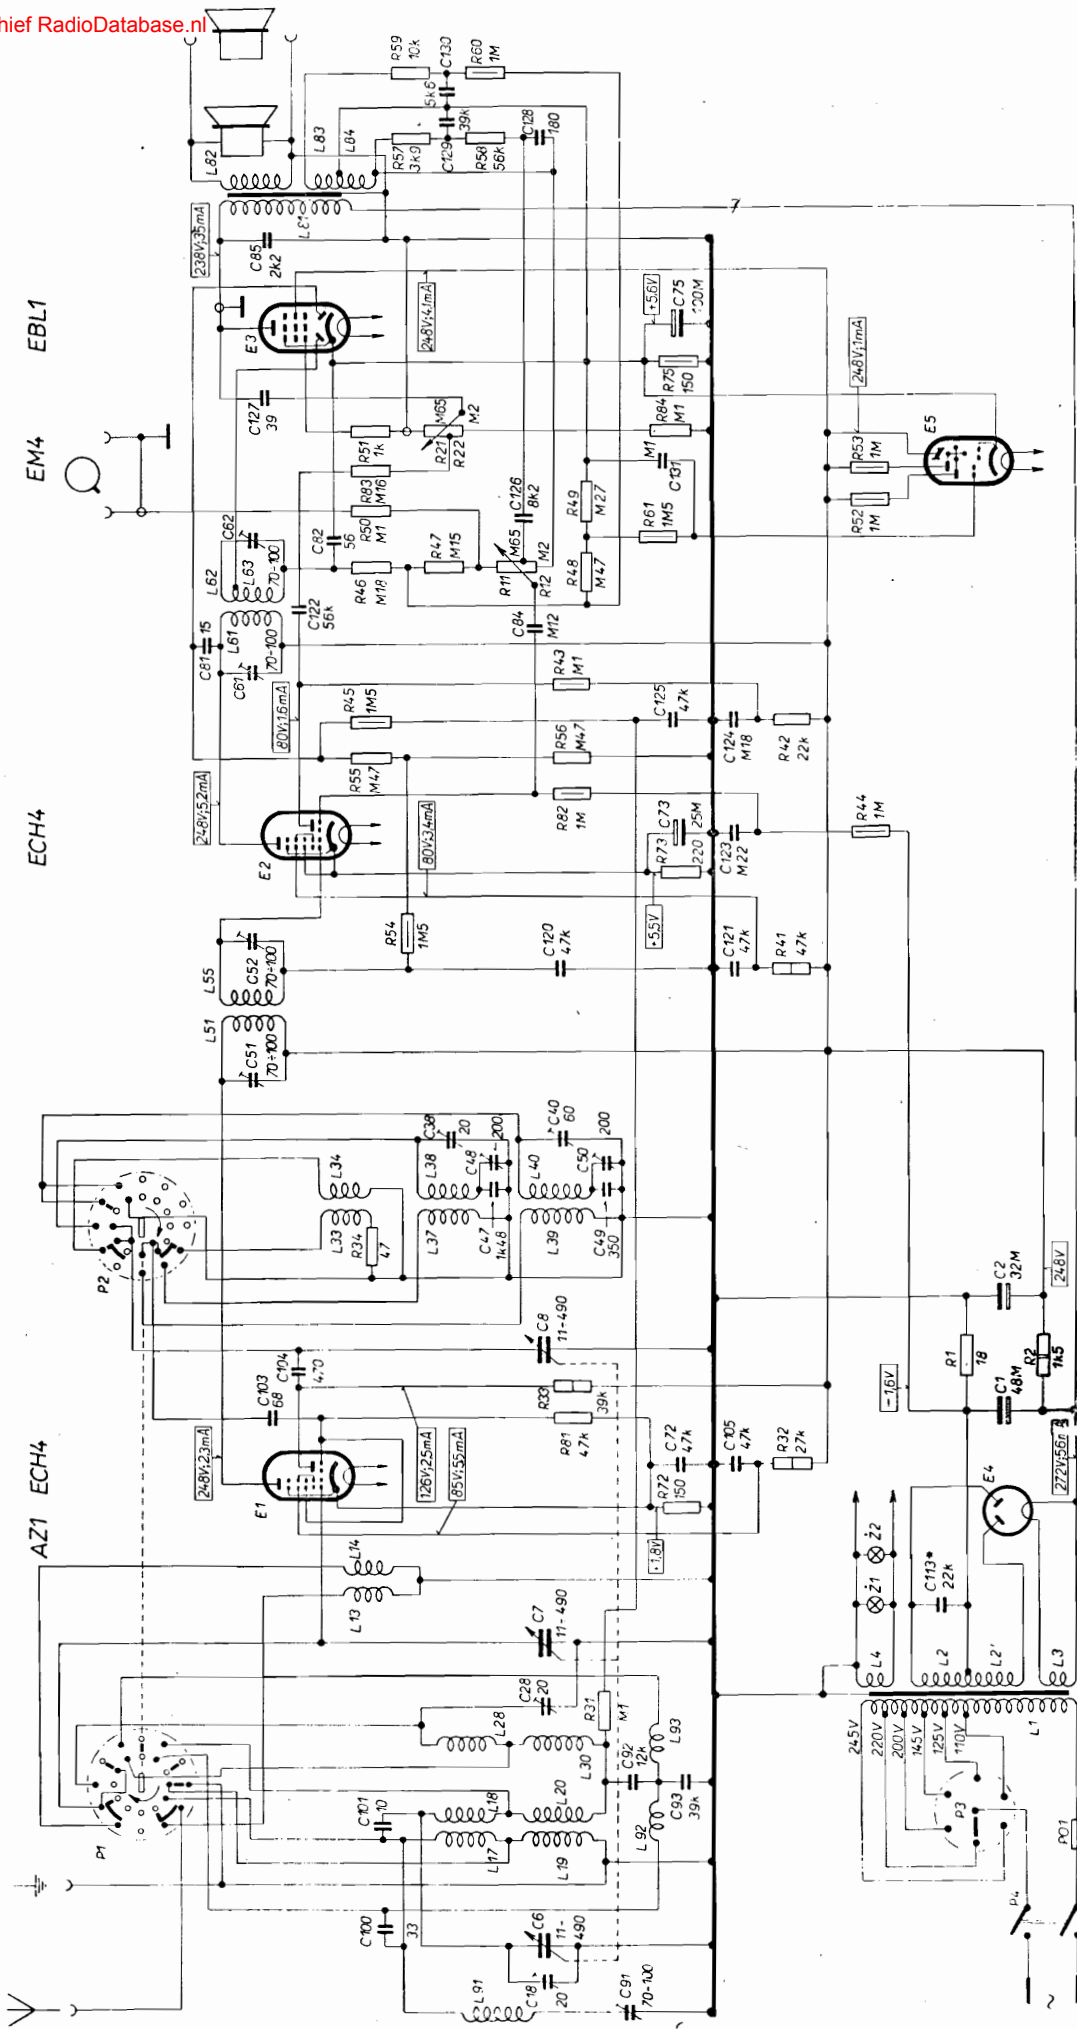 hief RadioDatabase.nl
AZ1
ECH4
ECH4
EM4
EBL1
P1
P2
C100
33
C101
10
L91
C18
20
C6
11-490
C91
70-100
L17
L18
L19
L20
L92
L93
C92
12k
C93
39k
L28
L30
C28
20
R31
M1
C7
11-490
L13
L14
E1
248V;2,3mA
C103
68
C104
470
126V;2,5mA
85V;5,5mA
+1,8V
R72
150
C72
47k
C105
47k
R32
27k
R81
47k
R33
39k
C8
11-490
L33
L34
R34
47
L37
L38
C38
20
C47
1k48
C48
200
L39
L40
C40
60
C49
350
C50
200
L51
C51
70÷100
L55
C52
70÷100
R54
1M5
C120
47k
C121
47k
R41
47k
E2
248V;5,2mA
80V;3,4mA
80V;1,6mA
+5,5V
R73
220
C73
25M
C123
M22
R82
1M
R44
1M
R55
M47
R45
1M5
R56
M47
R43
M1
C125
47k
C124
M18
R42
22k
C81
15
L61
C61
70-100
L62
C62
L63
70-100
C122
56k
C82
56
R46
M18
R50
M1
R83
M16
R51
1k
R47
M15
C84
M12
R11
M65
R12
M2
C126
8k2
R21
M65
R22
M2
R48
M47
R49
M27
R61
1M5
C131
M1
R84
M1
R75
150
+5,6V
C75
100M
C127
39
E3
248V;4,1mA
238V;35mA
C85
2k2
L81
L82
L83
L84
R59
10k
C130
5k6
R60
1M
R57
3k9
C129
39k
R58
56k
C128
180
248V;1mA
R52
1M
R53
1M
E5
245V
220V
200V
145V
125V
110V
P3
P4
PO1
L1
L2
L2'
L3
L4
Ż1
Ż2
C113*
22k
E4
-1,6V
R1
18
C1
48M
C2
32M
R2
1k5
248V